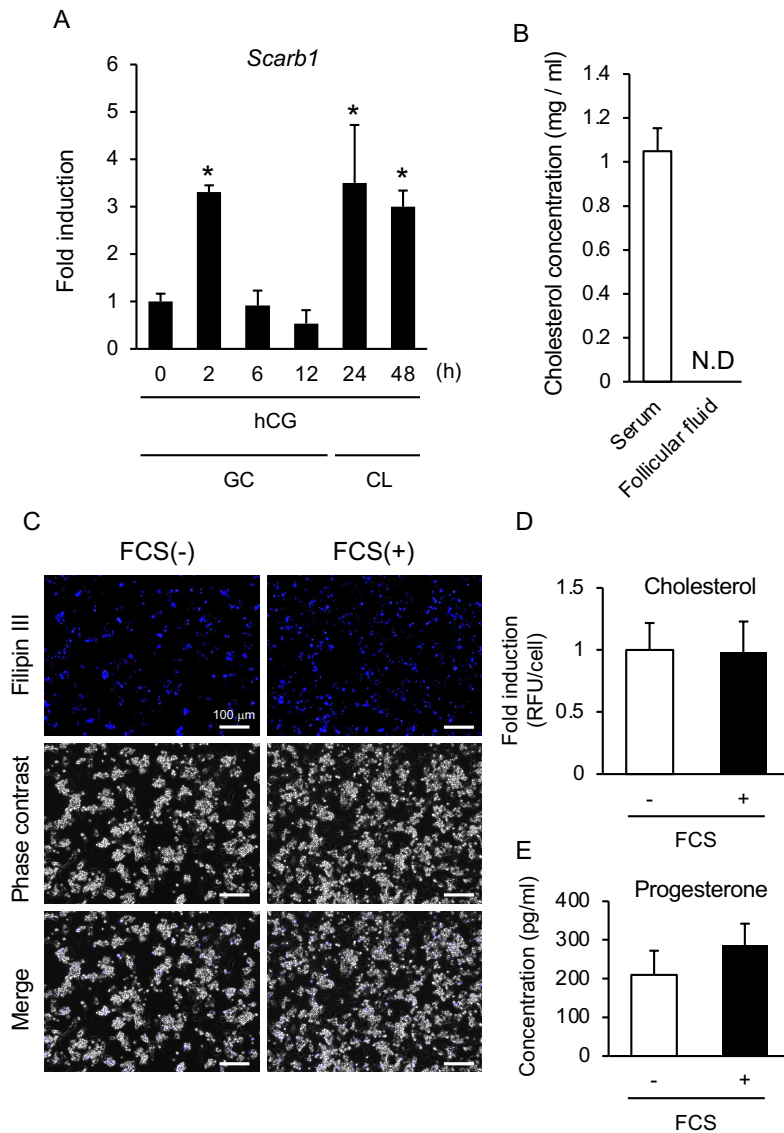 A
Scarb1
Fold induction
6
5
4
3
2
1
0
*
*
*
0 2 6 12 24 48 (h)
hCG
GC CL
B
Cholesterol concentration (mg / ml)
1.4
1.2
1
0.8
0.6
0.4
0.2
0
N.D
Serum
Follicular fluid
C
FCS(-) FCS(+)
Filipin III
100 μm
Phase contrast
Merge
D
Cholesterol
Fold induction
(RFU/cell)
1.5
1
0.5
0
- +
FCS
E
Progesterone
Concentration (pg/ml)
400
300
200
100
0
- +
FCS